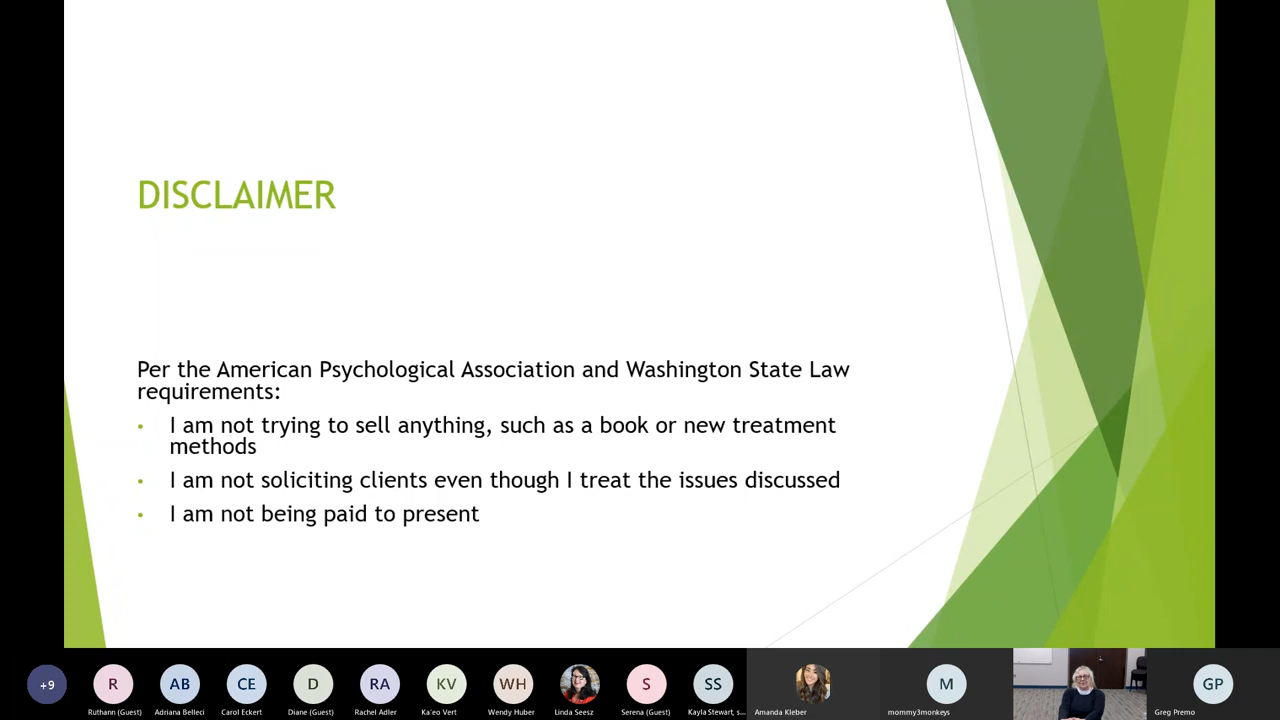 DISCLAIMER
Per the American Psychological Association and Washington State Law
requirements:
• I am not trying to sell anything, such as a book or new treatment
methods
• I am not soliciting clients even though I treat the issues discussed
• I am not being paid to present
+9
R
AB
CE
D
RA
KV
WH
S
SS
M
GP
Ruthann (Guest)
Adriana Belleci
Carol Eckert
Diane (Guest)
Rachel Adler
Ka'eo Vert
Wendy Huber
Linda Seesz
Serena (Guest)
Kayla Stewart, s...
Amanda Kleber
mommy3monkeys
Greg Premo